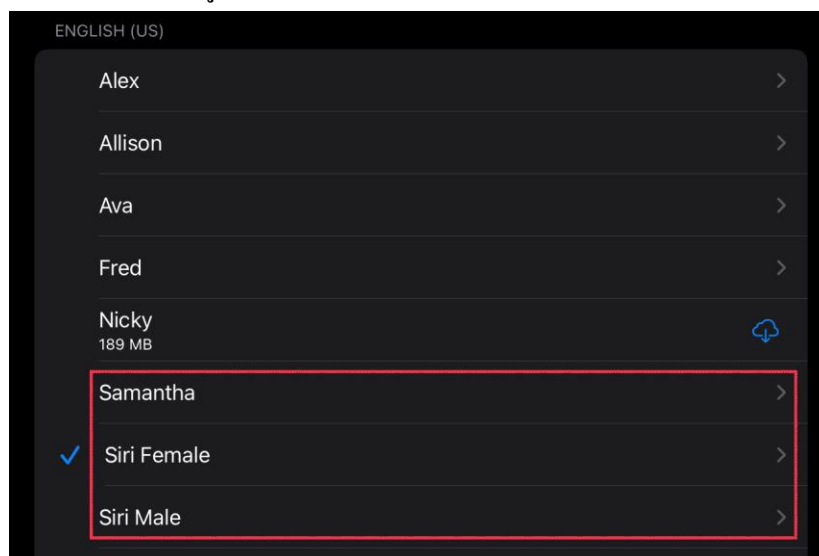 ENGLISH (US)
Alex
Allison
Ava
Fred
Nicky
189 MB
Samantha
Siri Female
Siri Male